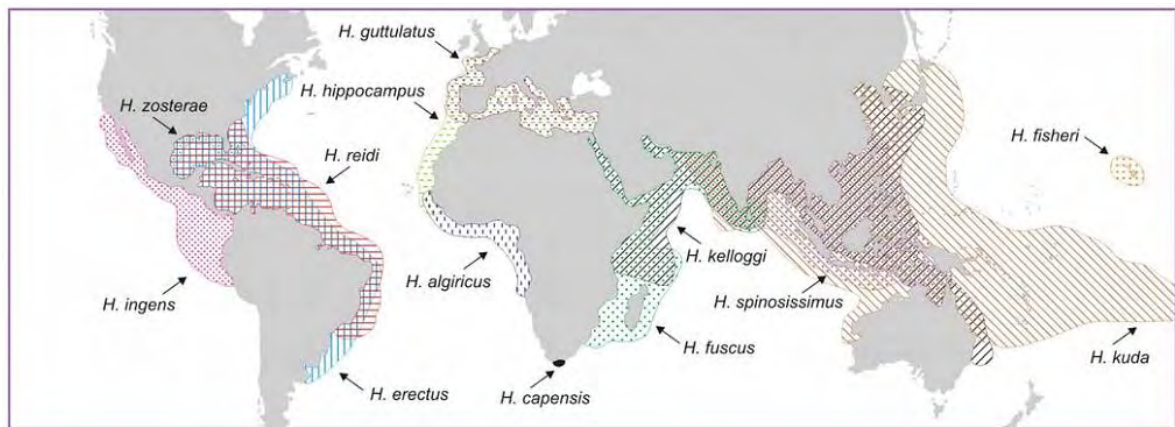 H. guttulatus
H. hippocampus
H. zosterae
H. fisheri
H. reidi
H. kelloggi
H. algiricus
H. ingens
H. spinosissimus
H. fuscus
H. kuda
H. erectus
H. capensis